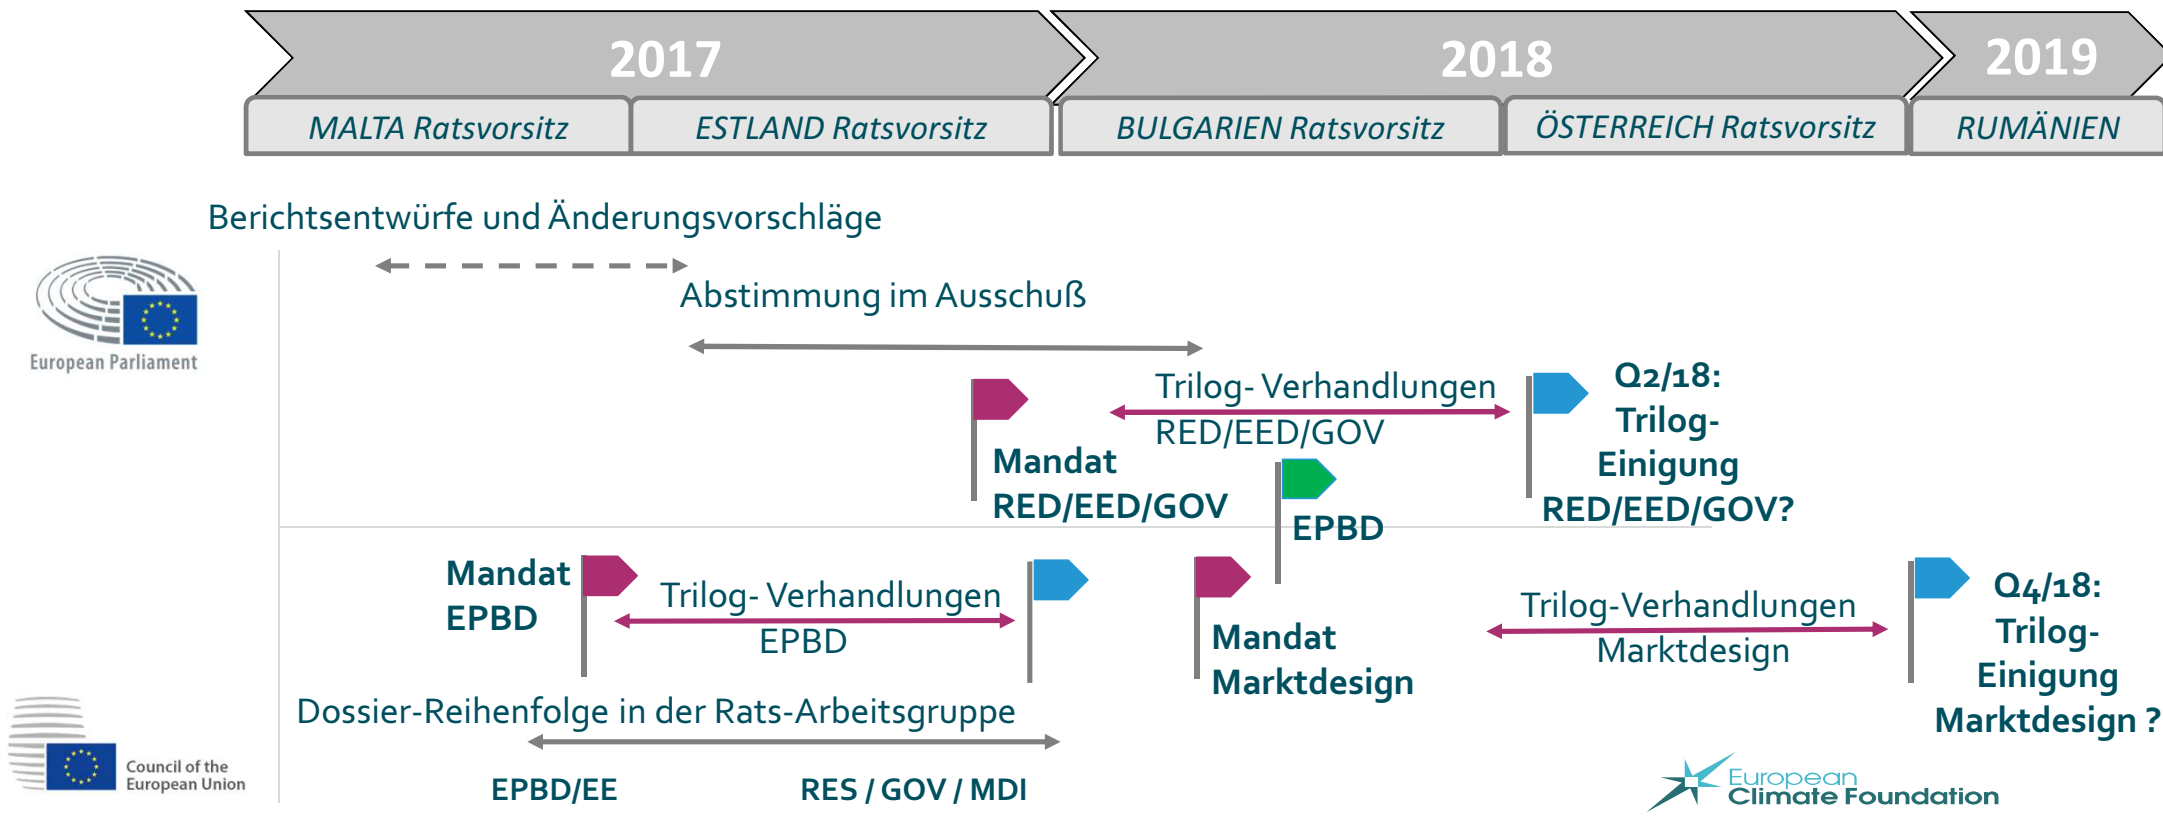 2017
2018
2019
MALTA Ratsvorsitz
ESTLAND Ratsvorsitz
BULGARIEN Ratsvorsitz
ÖSTERREICH Ratsvorsitz
RUMÄNIEN
Berichtsentwürfe und Änderungsvorschläge
European Parliament
Abstimmung im Ausschuß
Mandat
RED/EED/GOV
Trilog- Verhandlungen
RED/EED/GOV
Q2/18:
Trilog-
Einigung
RED/EED/GOV?
EPBD
Mandat
EPBD
Trilog- Verhandlungen
EPBD
Mandat
Marktdesign
Trilog-Verhandlungen
Marktdesign
Q4/18:
Trilog-
Einigung
Marktdesign ?
Dossier-Reihenfolge in der Rats-Arbeitsgruppe
Council of the
European Union
EPBD/EE
RES / GOV / MDI
European
Climate Foundation